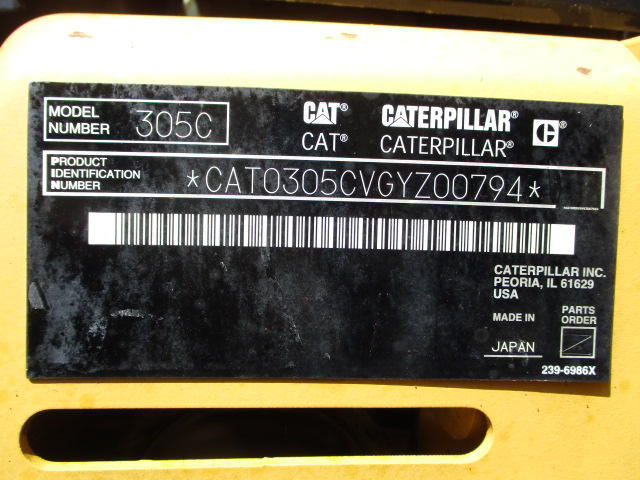 MODEL
NUMBER 305C
CAT® CATERPILLAR® C®
CAT® CATERPILLAR®
PRODUCT
IDENTIFICATION
NUMBER
*CAT0305CVGYZ00794*
CATERPILLAR INC.
PEORIA, IL 61629
USA
MADE IN
PARTS
ORDER
JAPAN
239-6986X